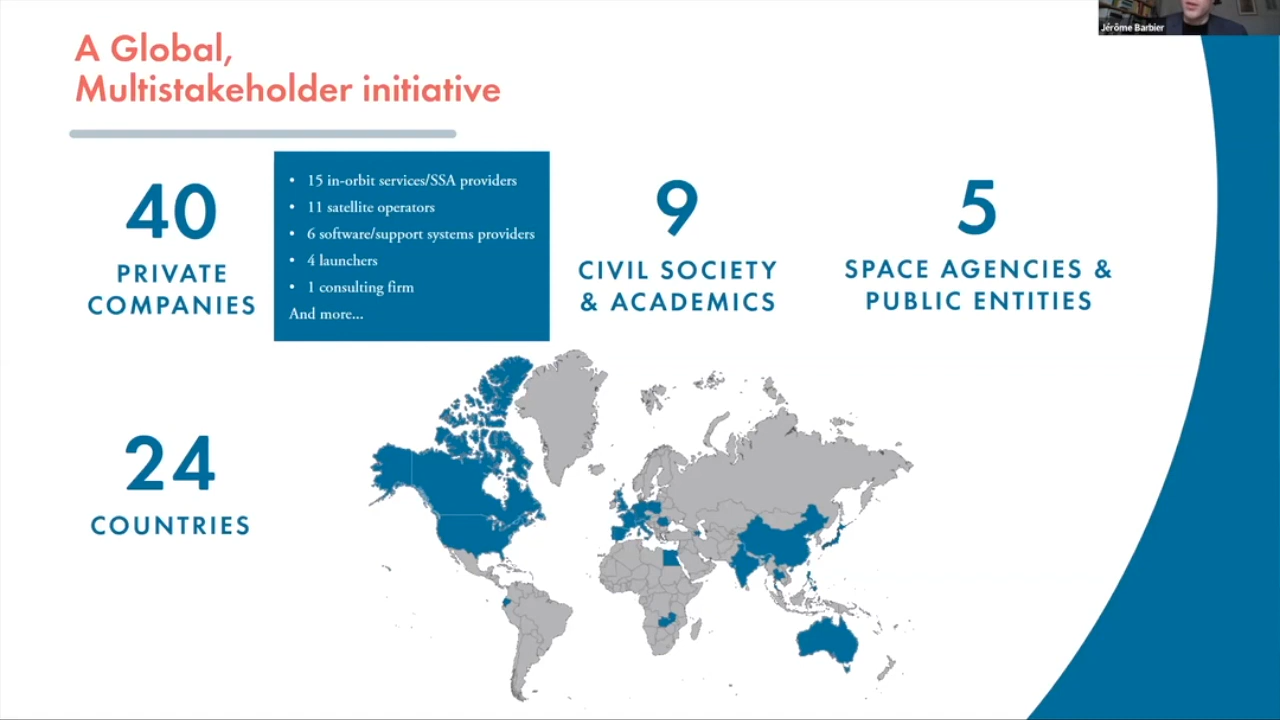 Jérôme Barbier
A Global,
Multistakeholder initiative
40
PRIVATE
COMPANIES
• 15 in-orbit services/SSA providers
• 11 satellite operators
• 6 software/support systems providers
• 4 launchers
• 1 consulting firm
And more...
9
CIVIL SOCIETY
& ACADEMICS
5
SPACE AGENCIES &
PUBLIC ENTITIES
24
COUNTRIES